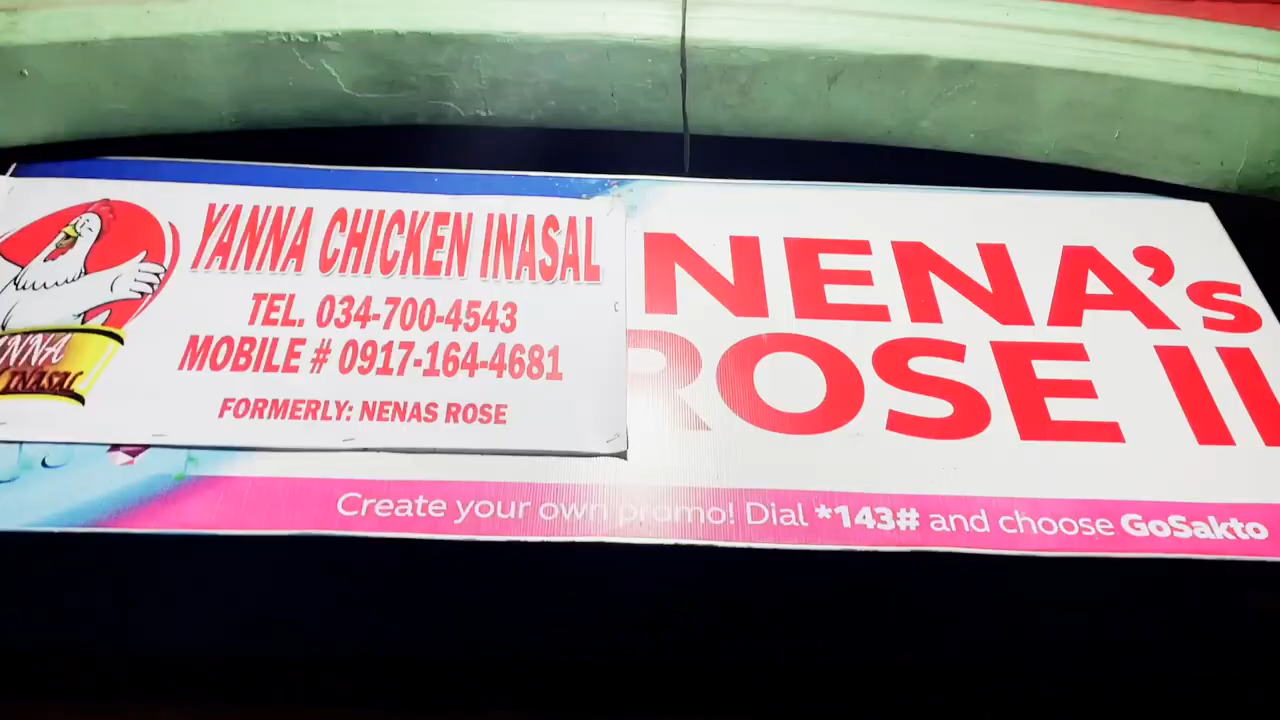 YANNA CHICKEN INASAL
TEL. 034-700-4543
MOBILE # 0917-164-4681
FORMERLY: NENAS ROSE
INASAL
NENA's
ROSE II
Create your own promo! Dial *143# and choose GoSakto